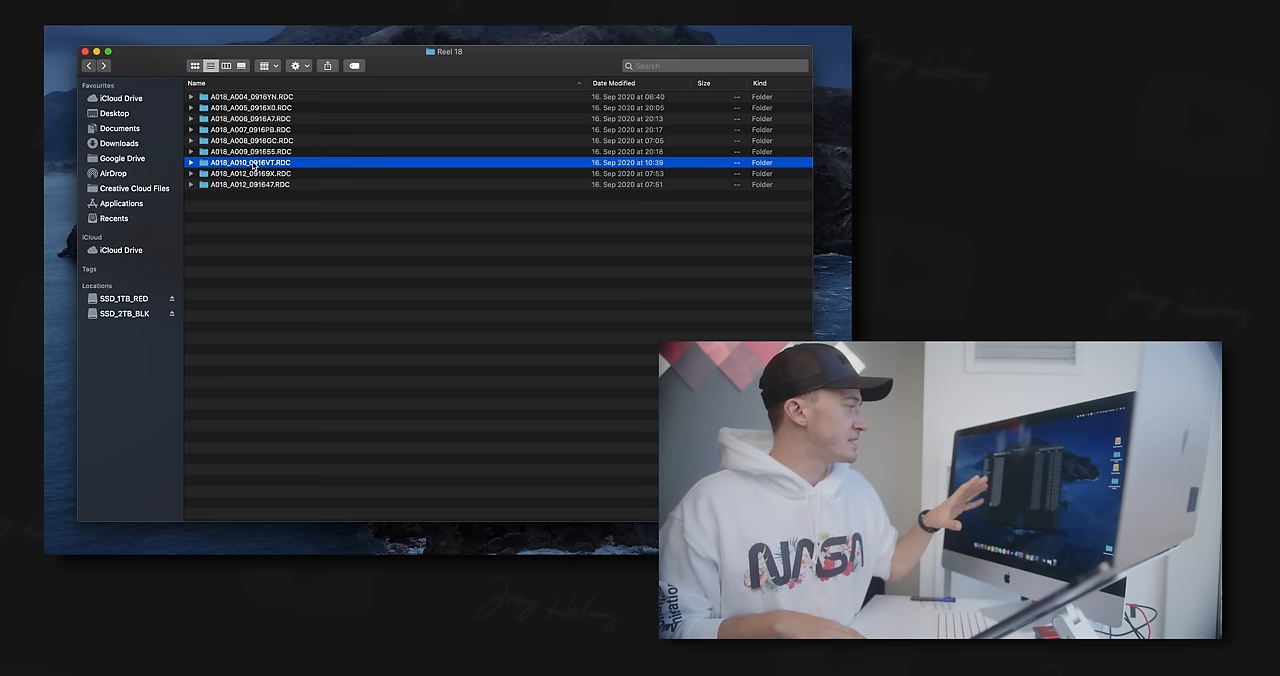 Reel 18
Search
Name Date Modified Size Kind
Favourites
iCloud Drive
Desktop
Documents
Downloads
Google Drive
AirDrop
Creative Cloud Files
Applications
Recents
iCloud
iCloud Drive
Tags
Locations
SSD_1TB_RED
SSD_2TB_BLK
A018_A004_0916YN.RDC 16. Sep 2020 at 06:40 -- Folder
A018_A005_0916X0.RDC 16. Sep 2020 at 20:05 -- Folder
A018_A006_0916A7.RDC 16. Sep 2020 at 20:13 -- Folder
A018_A007_0916PB.RDC 16. Sep 2020 at 20:17 -- Folder
A018_A008_0916GC.RDC 16. Sep 2020 at 07:05 -- Folder
A018_A009_091655.RDC 16. Sep 2020 at 20:18 -- Folder
A018_A010_0916VT.RDC 16. Sep 2020 at 10:39 -- Folder
A018_A012_09169X.RDC 16. Sep 2020 at 07:53 -- Folder
A018_A012_091647.RDC 16. Sep 2020 at 07:51 -- Folder
NASA